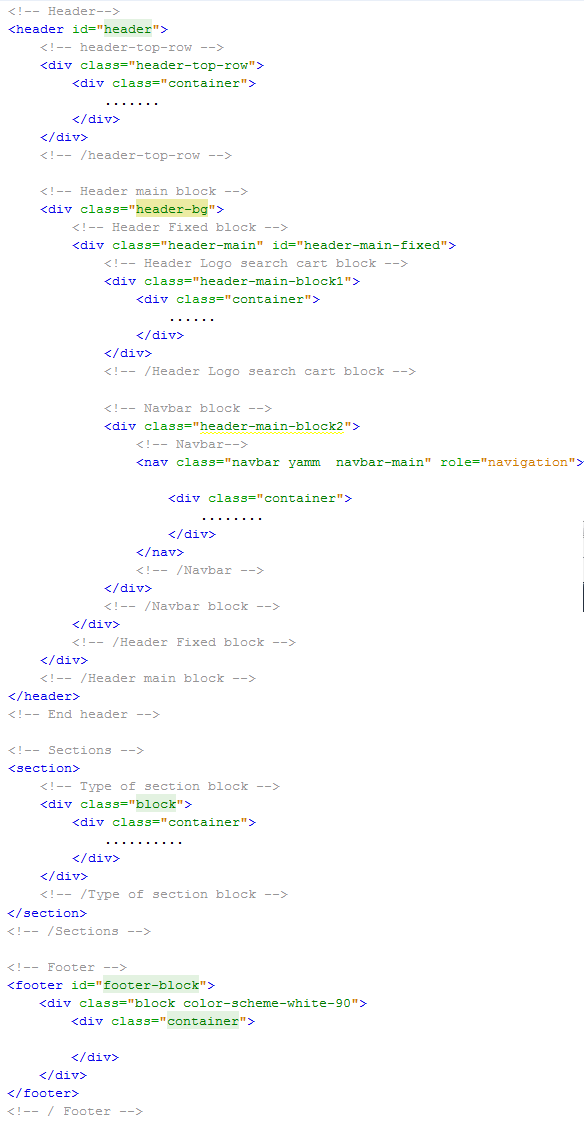 <!-- Header-->
<header id="header">
    <!-- header-top-row -->
    <div class="header-top-row">
        <div class="container">
            .......
        </div>
    </div>
    <!-- /header-top-row -->

    <!-- Header main block -->
    <div class="header-bg">
        <!-- Header Fixed block -->
        <div class="header-main" id="header-main-fixed">
            <!-- Header Logo search cart block -->
            <div class="header-main-block1">
                <div class="container">
                    ......
                </div>
            </div>
            <!-- /Header Logo search cart block -->

            <!-- Navbar block -->
            <div class="header-main-block2">
                <!-- Navbar-->
                <nav class="navbar yamm  navbar-main" role="navigation">

                    <div class="container">
                        ........
                    </div>
                </nav>
                <!-- /Navbar -->
            </div>
            <!-- /Navbar block -->
        </div>
        <!-- /Header Fixed block -->
    </div>
    <!-- /Header main block -->
</header>
<!-- End header -->

<!-- Sections -->
<section>
    <!-- Type of section block -->
    <div class="block">
        <div class="container">
            ..........
        </div>
    </div>
    <!-- /Type of section block -->
</section>
<!-- /Sections -->

<!-- Footer -->
<footer id="footer-block">
    <div class="block color-scheme-white-90">
        <div class="container">

        </div>
    </div>
</footer>
<!-- / Footer -->